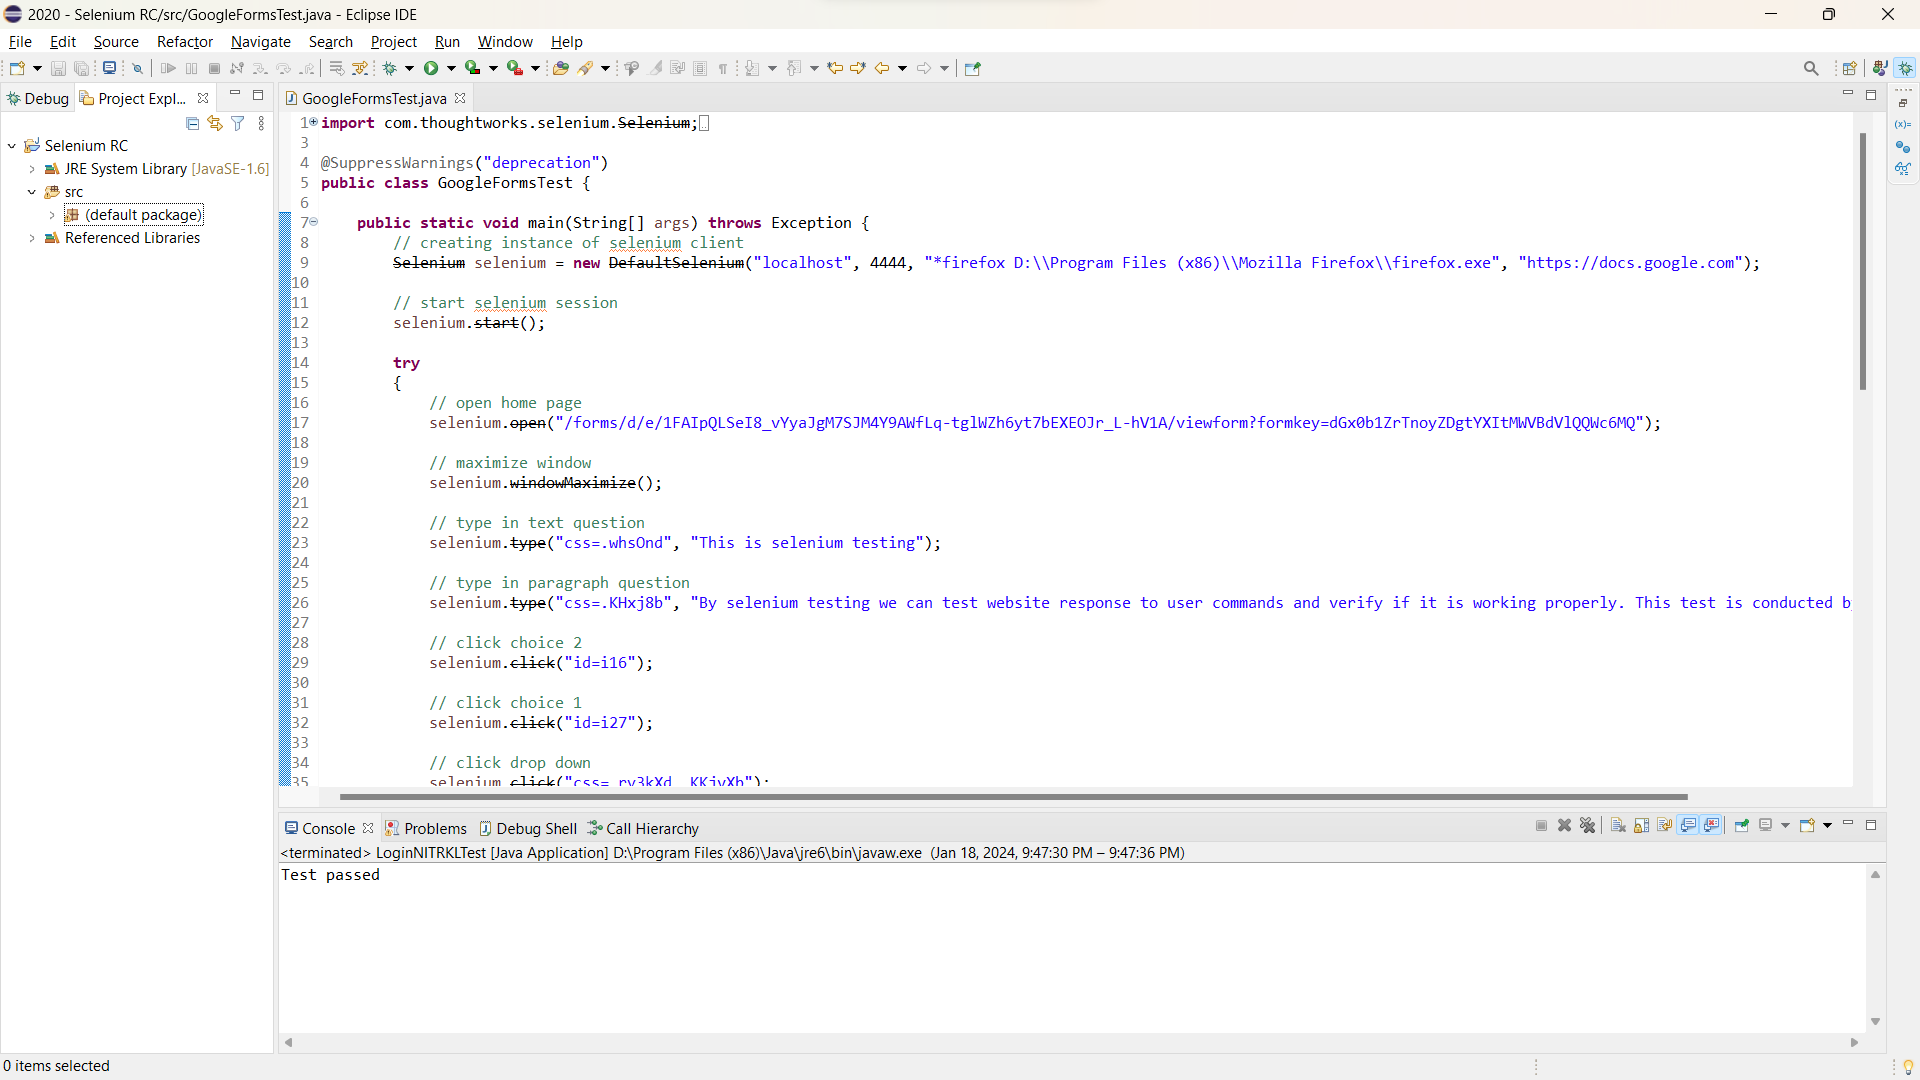 2020 - Selenium RC/src/GoogleFormsTest.java - Eclipse IDE
File Edit Source Refactor Navigate Search Project Run Window Help
Debug Project Expl... GoogleFormsTest.java
Selenium RC
JRE System Library [JavaSE-1.6]
src
(default package)
Referenced Libraries
1 import com.thoughtworks.selenium.Selenium;
3
4 @SuppressWarnings("deprecation")
5 public class GoogleFormsTest {
6
7 public static void main(String[] args) throws Exception {
8 // creating instance of selenium client
9 Selenium selenium = new DefaultSelenium("localhost", 4444, "*firefox D:\\Program Files (x86)\\Mozilla Firefox\\firefox.exe", "https://docs.google.com");
10
11 // start selenium session
12 selenium.start();
13
14 try
15 {
16 // open home page
17 selenium.open("/forms/d/e/1FAIpQLSeI8_vYyaJgM7SJM4Y9AWfLq-tglWZh6yt7bEXEOJr_L-hV1A/viewform?formkey=dGx0b1ZrTnoyZDgtYXItMWVBdVlQQWc6MQ");
18
19 // maximize window
20 selenium.windowMaximize();
21
22 // type in text question
23 selenium.type("css=.whsOnd", "This is selenium testing");
24
25 // type in paragraph question
26 selenium.type("css=.KHxj8b", "By selenium testing we can test website response to user commands and verify if it is working properly. This test is conducted b
27
28 // click choice 2
29 selenium.click("id=i16");
30
31 // click choice 1
32 selenium.click("id=i27");
33
34 // click drop down
35 selenium.click("css=
Console Problems Debug Shell Call Hierarchy
<terminated> LoginNITRKLTest [Java Application] D:\Program Files (x86)\Java\jre6\bin\javaw.exe (Jan 18, 2024, 9:47:30 PM – 9:47:36 PM)
Test passed
0 items selected